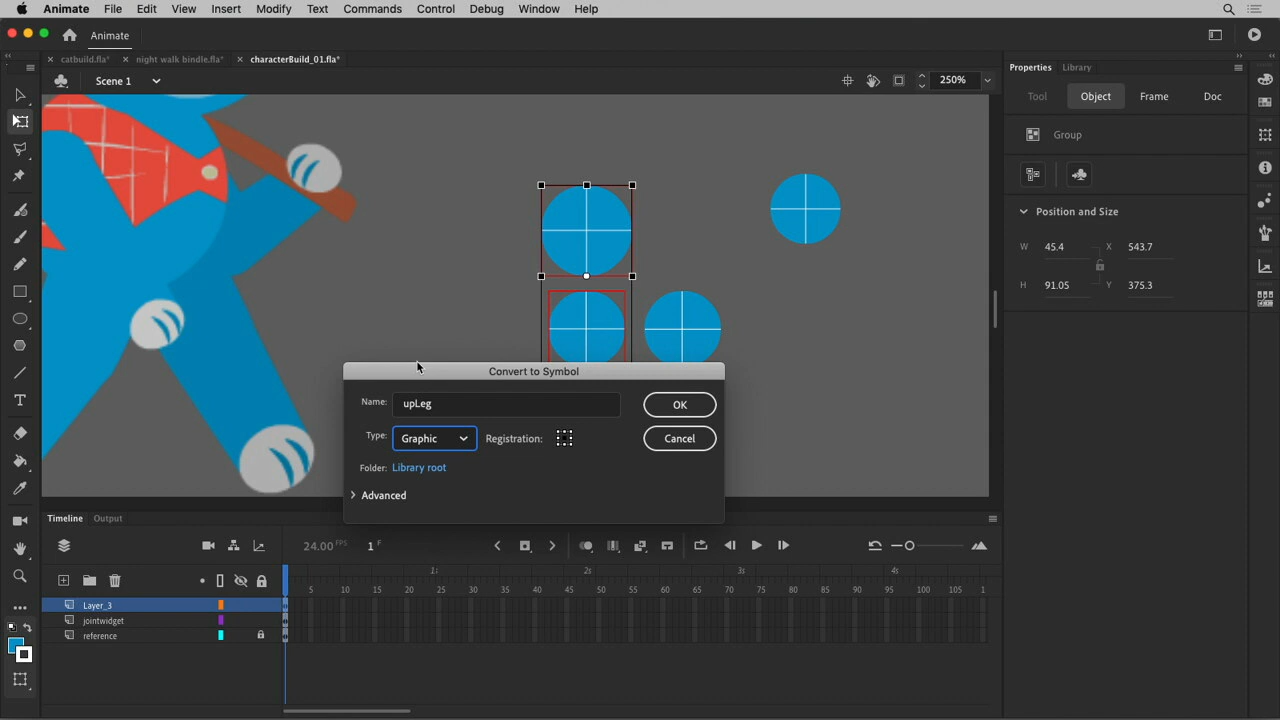 Animate File Edit View Insert Modify Text Commands Control Debug Window Help
Animate
catbuild.fla* night walk bindle.fla* characterBuild_01.fla*
Scene 1 250%
Properties Library
Tool Object Frame Doc
Group
Position and Size
W 45.4 X 543.7
H 91.05 Y 375.3
Convert to Symbol
Name: upLeg OK
Type: Graphic Registration: Cancel
Folder: Library root
Advanced
Timeline Output
24.00 FPS 1 F
1s 2s 3s 4s
5 10 15 20 25 30 35 40 45 50 55 60 65 70 75 80 85 90 95 100 105 1
Layer_3
jointwidget
reference